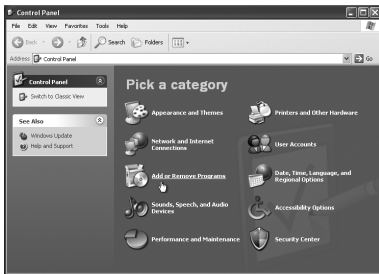 Control Panel
File Edit View Favorites Tools Help
Back Search Folders
Address Control Panel Go
Control Panel
Switch to Classic View
See Also
Windows Update
Help and Support
Pick a category
Appearance and Themes
Printers and Other Hardware
Network and Internet
Connections
User Accounts
Add or Remove Programs
Date, Time, Language, and
Regional Options
Sounds, Speech, and Audio
Devices
Accessibility Options
Performance and Maintenance
Security Center